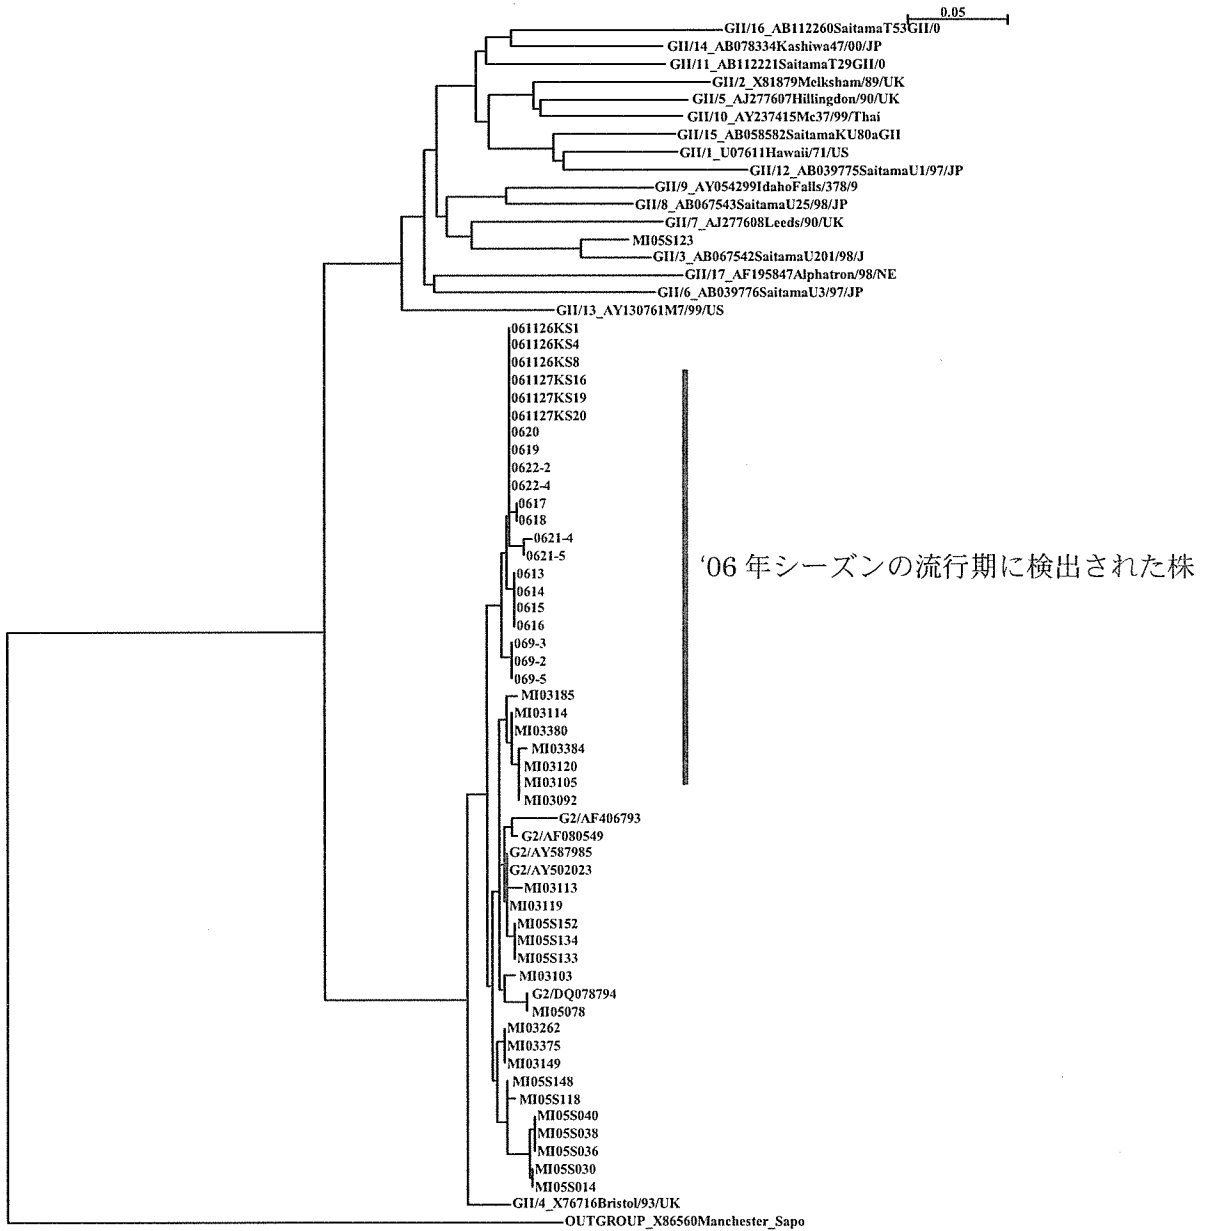 0.05
GII/16_AB112260SaitamaT53GII/0
GII/14_AB078334Kashiwa47/00/JP
GII/11_AB112221SaitamaT29GII/0
GII/2_X81879Melksham/89/UK
GII/5_AJ277607Hillingdon/90/UK
GII/10_AY237415Mc37/99/Thai
GII/15_AB058582SaitamaKU80aGII
GII/1_U07611Hawaii/71/US
GII/12_AB039775SaitamaU1/97/JP
GII/9_AY054299IdahoFalls/378/9
GII/8_AB067543SaitamaU25/98/JP
GII/7_AJ277608Leeds/90/UK
MI05S123
GII/3_AB067542SaitamaU201/98/J
GII/17_AF195847Alphatron/98/NE
GII/6_AB039776SaitamaU3/97/JP
GII/13_AY130761M7/99/US
061126KS1
061126KS4
061126KS8
061127KS16
061127KS19
061127KS20
0620
0619
0622-2
0622-4
0617
0618
0621-4
0621-5
‘06 年シーズンの流行期に検出された株
0613
0614
0615
0616
069-3
069-2
069-5
MI03185
MI03114
MI03380
MI03384
MI03120
MI03105
MI03092
G2/AF406793
G2/AF080549
G2/AY587985
G2/AY502023
MI03113
MI03119
MI05S152
MI05S134
MI05S133
MI03103
G2/DQ078794
MI05078
MI03262
MI03375
MI03149
MI05S148
MI05S118
MI05S040
MI05S038
MI05S036
MI05S030
MI05S014
GII/4_X76716Bristol/93/UK
OUTGROUP_X86560Manchester_Sapo